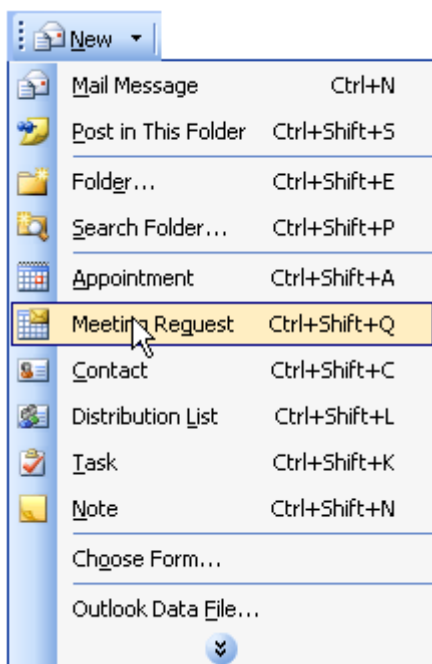 New
Mail Message Ctrl+N
Post in This Folder Ctrl+Shift+S
Folder... Ctrl+Shift+E
Search Folder... Ctrl+Shift+P
Appointment Ctrl+Shift+A
Meeting Request Ctrl+Shift+Q
Contact Ctrl+Shift+C
Distribution List Ctrl+Shift+L
Task Ctrl+Shift+K
Note Ctrl+Shift+N
Choose Form...
Outlook Data File...